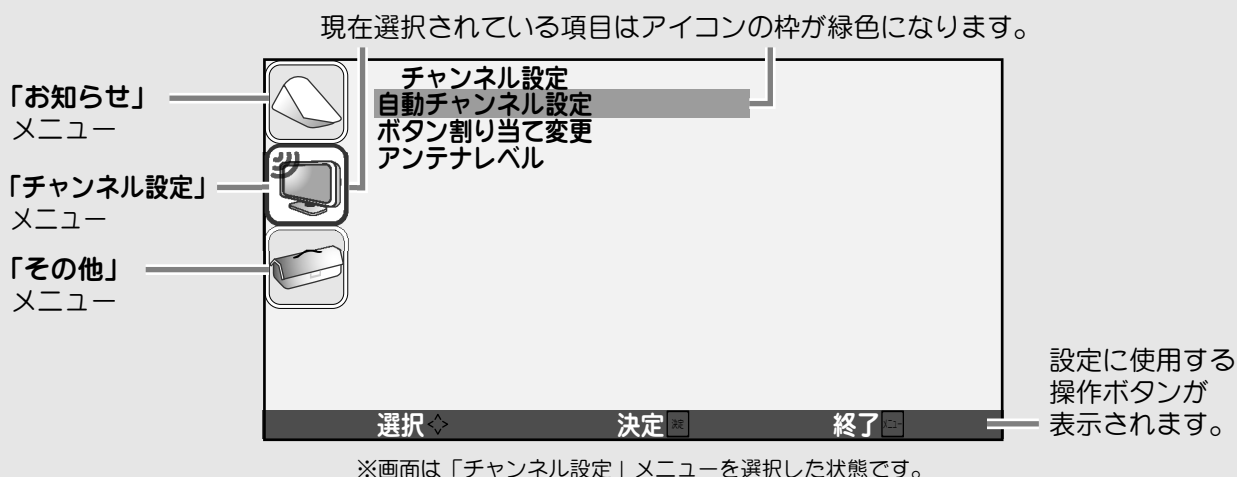 現在選択されている項目はアイコンの枠が緑色になります。
「お知らせ」
メニュー
「チャンネル設定」
メニュー
「その他」
メニュー
チャンネル設定
自動チャンネル設定
ボタン割り当て変更
アンテナレベル
選択 決定 終了
設定に使用する
操作ボタンが
表示されます。
※画面は「チャンネル設定」メニューを選択した状態です。